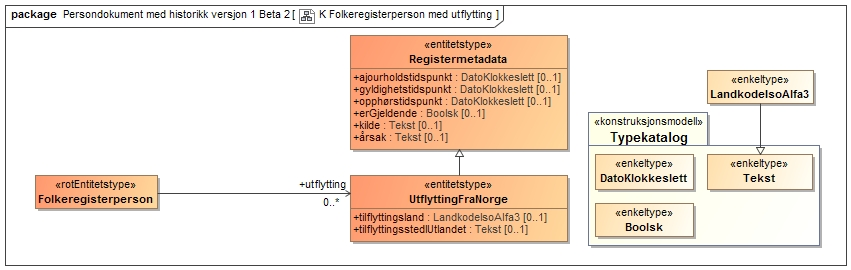 package Persondokument med historikk versjon 1 Beta 2 [ K Folkeregisterperson med utflytting ]
«entitetstype»
Registermetadata
+ajourholdstidspunkt : DatoKlokkeslett [0..1]
+gyldighetstidspunkt : DatoKlokkeslett [0..1]
+opphørstidspunkt : DatoKlokkeslett [0..1]
+erGjeldende : Boolsk [0..1]
+kilde : Tekst [0..1]
+årsak : Tekst [0..1]
«enkeltype»
LandkodeIsoAlfa3
«konstruksjonsmodell»
Typekatalog
«enkeltype»
DatoKlokkeslett
«enkeltype»
Tekst
«enkeltype»
Boolsk
«rotEntitetstype»
Folkeregisterperson
+utflytting
0..*
«entitetstype»
UtflyttingFraNorge
+tilflyttingsland : LandkodeIsoAlfa3 [0..1]
+tilflyttingsstedIUtlandet : Tekst [0..1]